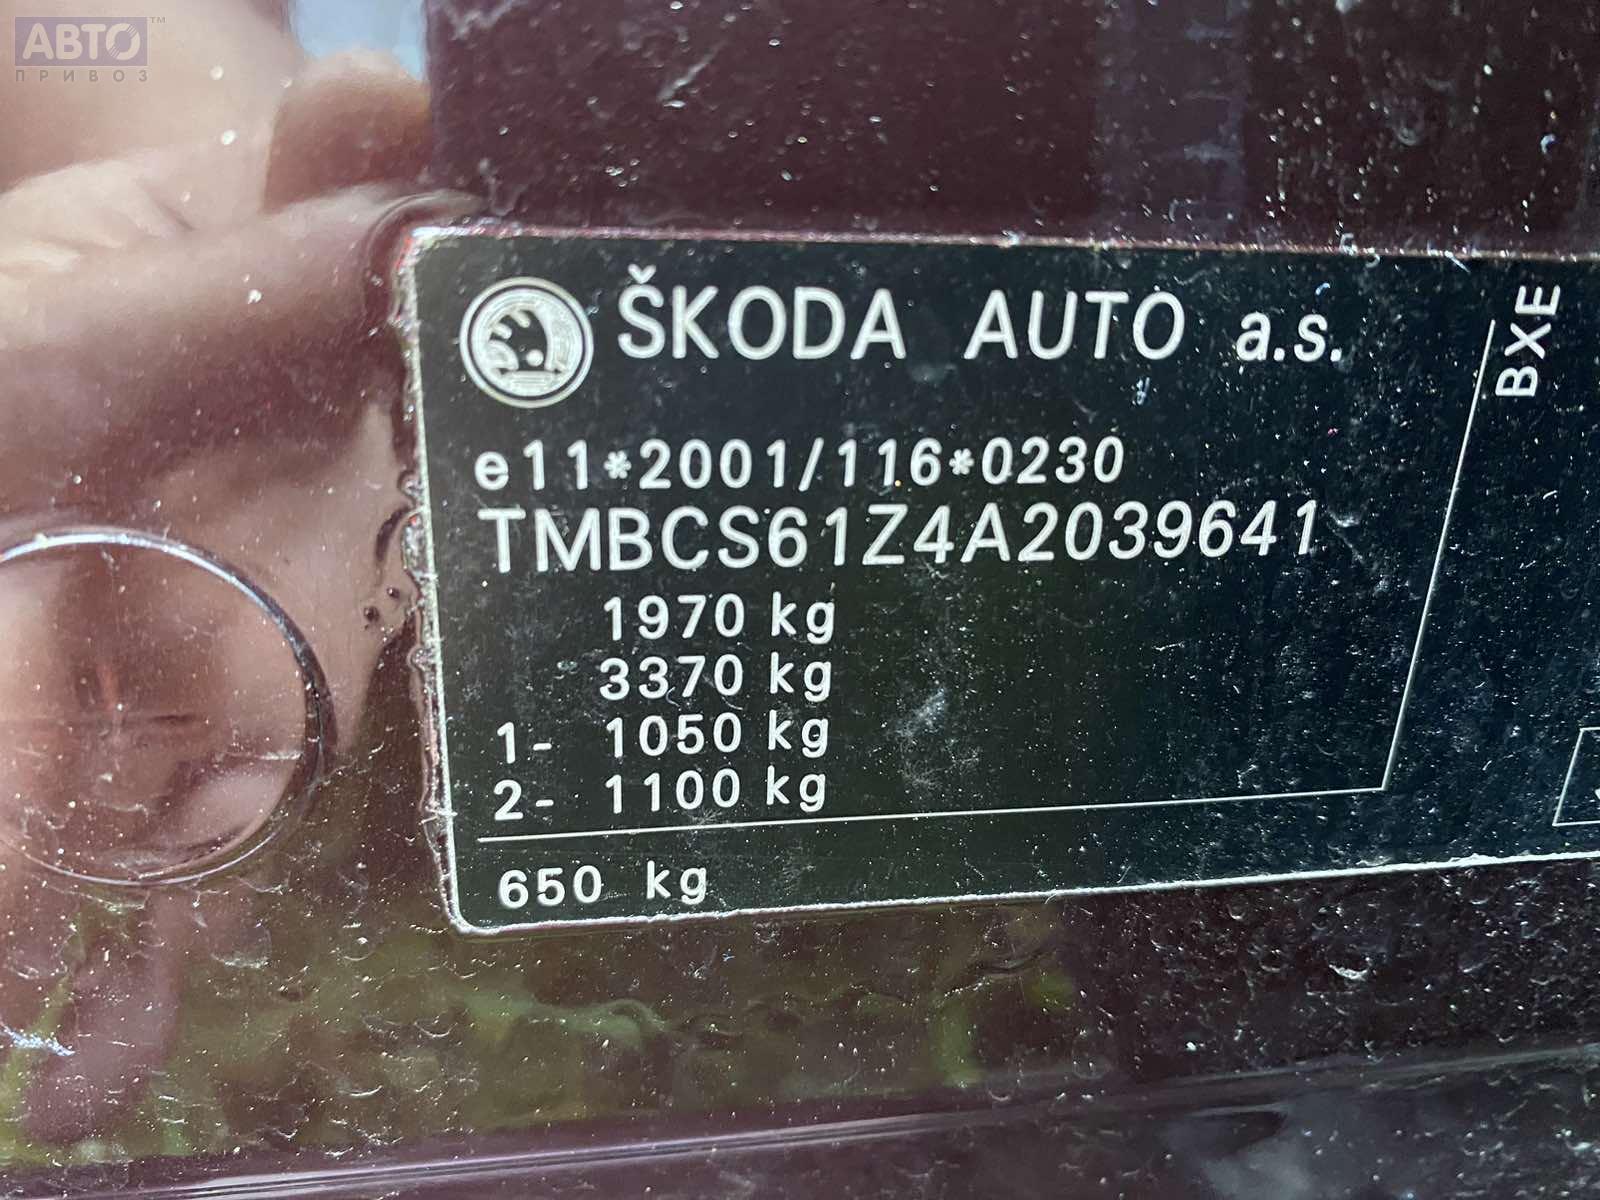 АВТО™
ПРИВОЗ
ŠKODA AUTO a.s.
BXE
e11*2001/116*0230
TMBCS61Z4A2039641
1970 kg
3370 kg
1- 1050 kg
2- 1100 kg
650 kg